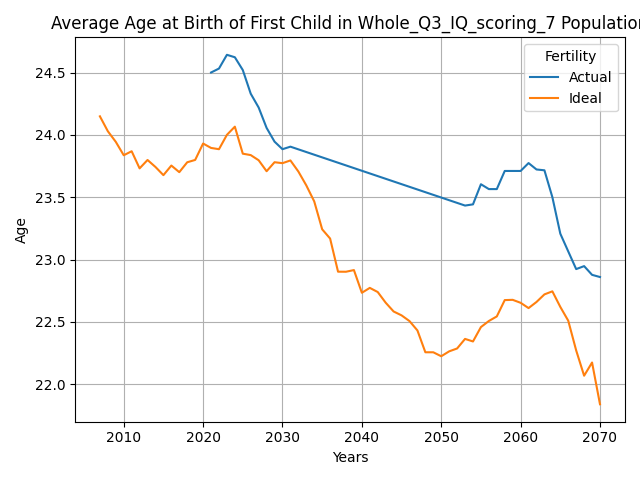 Average Age at Birth of First Child in Whole_Q3_IQ_scoring_7 Population
Fertility
Actual
Ideal
24.5
24.0
23.5
23.0
22.5
22.0
Age
2010 2020 2030 2040 2050 2060 2070
Years